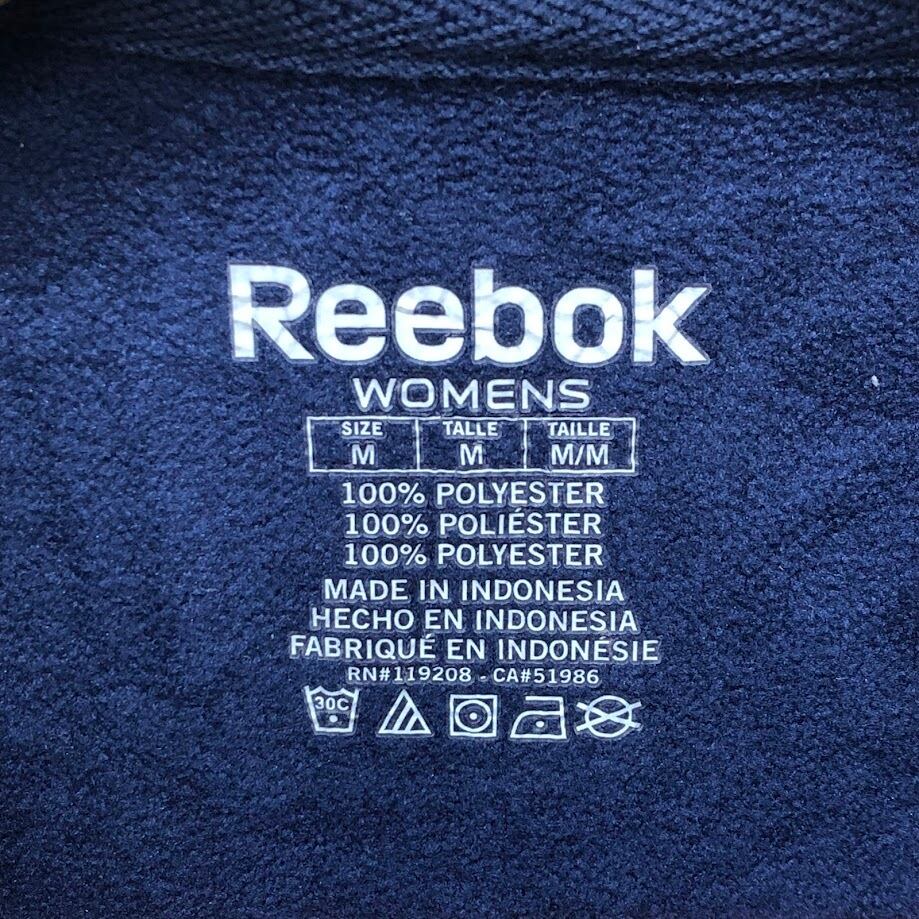 Reebok
WOMENS
SIZE TALLE TAILLE
M M M/M
100% POLYESTER
100% POLIÉSTER
100% POLYESTER
MADE IN INDONESIA
HECHO EN INDONESIA
FABRIQUÉ EN INDONÉSIE
RN#119208 - CA#51986
30C